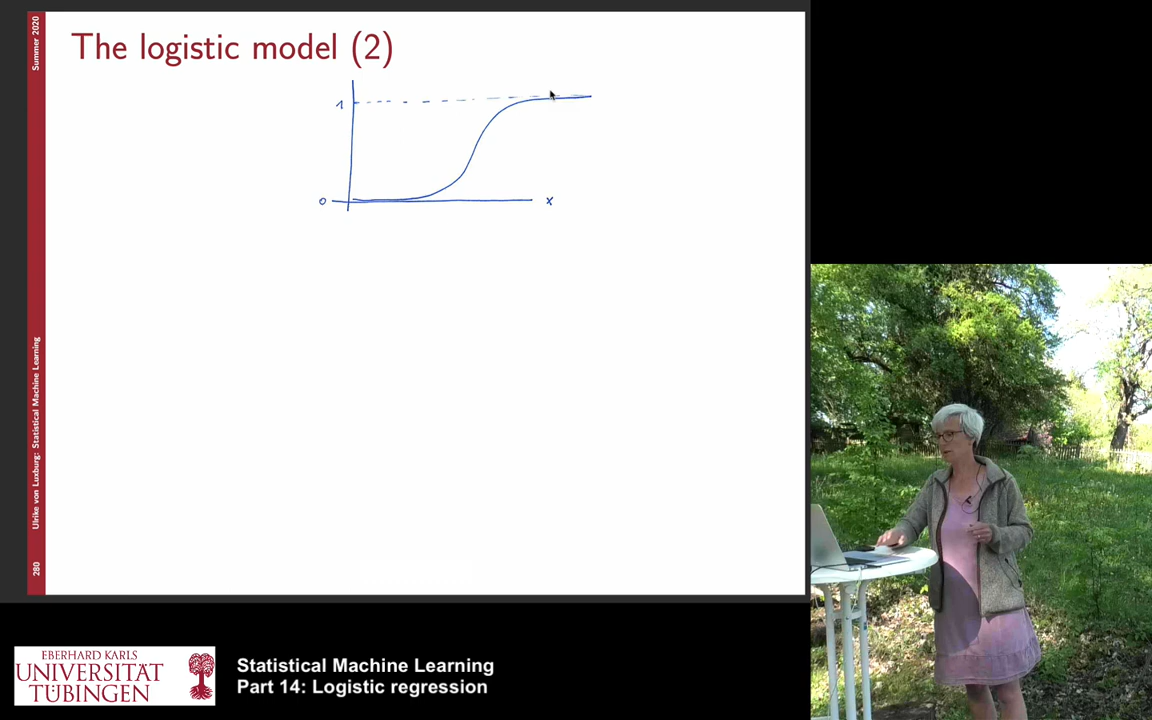 The logistic model (2)
1
0
x
Summer 2020
Ulrike von Luxburg: Statistical Machine Learning
280
EBERHARD KARLS
UNIVERSITÄT
TÜBINGEN
Statistical Machine Learning
Part 14: Logistic regression